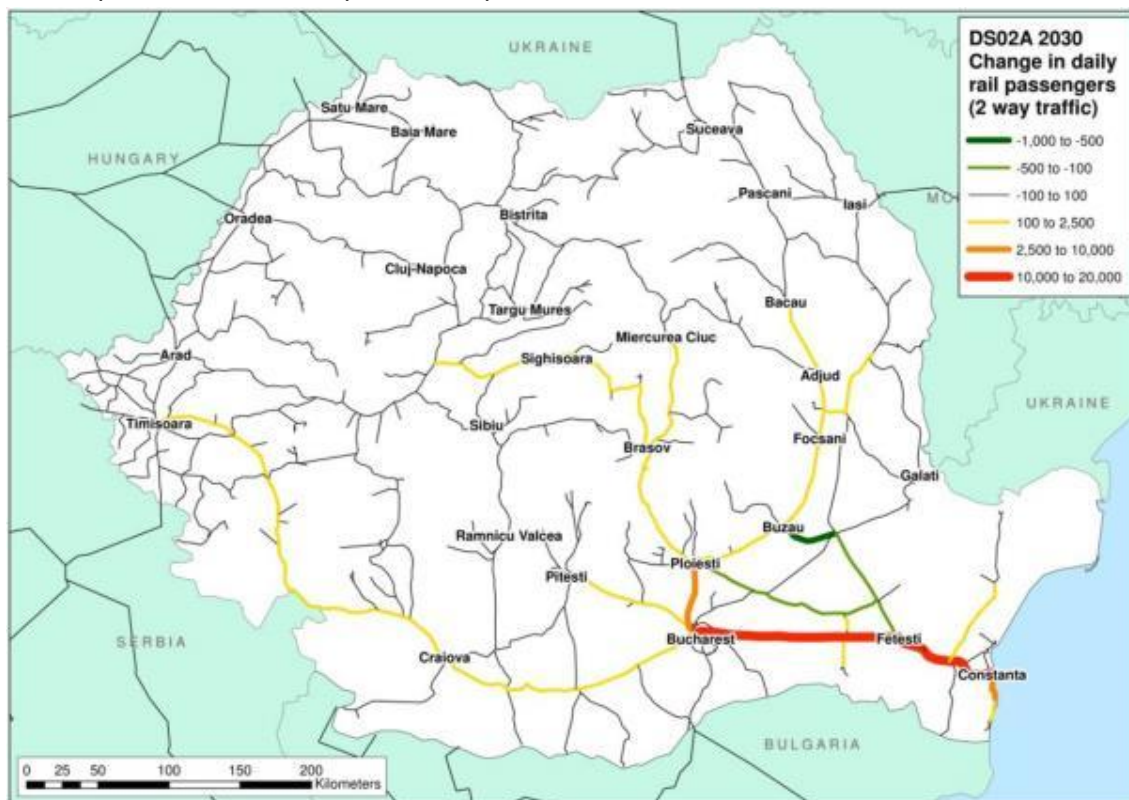 UKRAINE
DS02A 2030
Change in daily
rail passengers
(2 way traffic)
-1,000 to -500
-500 to -100
-100 to 100
100 to 2,500
2,500 to 10,000
10,000 to 20,000
Satu Mare
Baia Mare
Suceava
HUNGARY
Pascani
Iasi
MO
Oradea
Bistrita
Cluj-Napoca
Targu Mures
Bacau
Miercurea Ciuc
Arad
Sighisoara
Adjud
UKRAINE
Timisoara
Sibiu
Brasov
Focsani
Galati
Buzau
Ramnicu Valcea
Ploiesti
Pitesti
SERBIA
Bucharest
Fetesti
Craiova
Constanta
BULGARIA
0 25 50 100 150 200
Kilometers